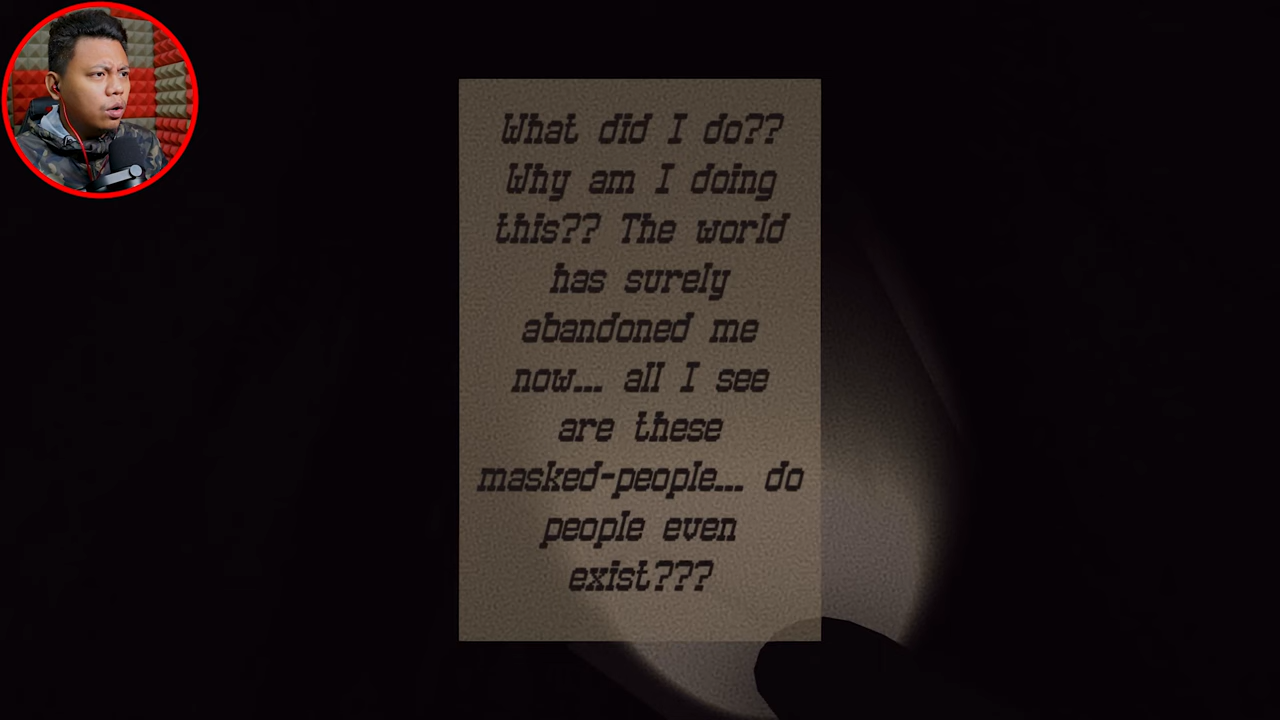 What did I do??
Why am I doing
this?? The world
has surely
abandoned me
now... all I see
are these
masked-people... do
people even
exist???